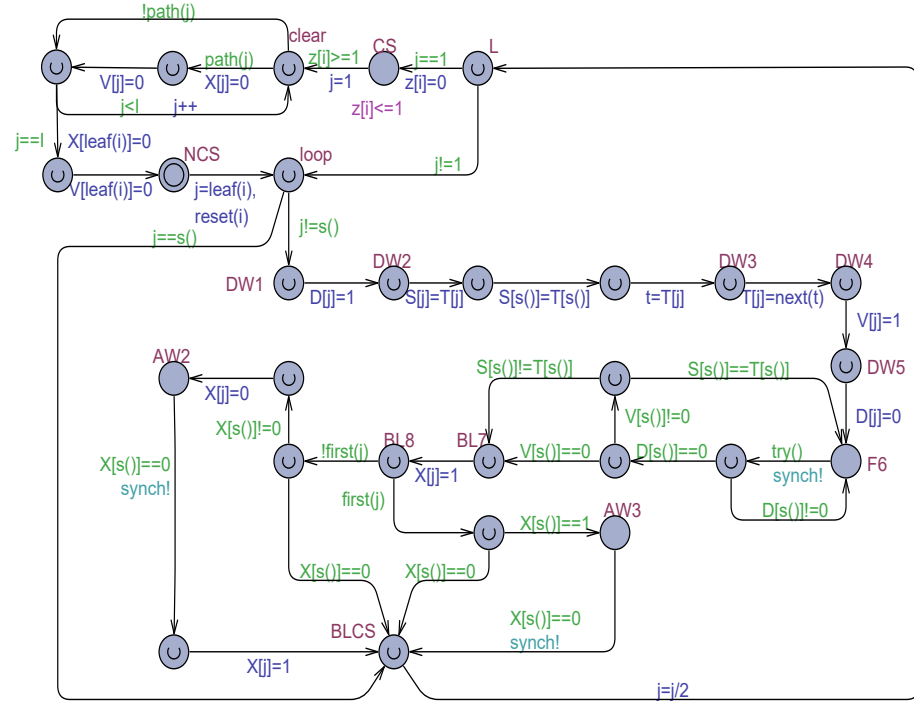 !path(j)
clear
CS
L
z[i]>=1
j==1
path(j)
V[j]=0
X[j]=0
j=1
z[i]=0
j<l
j++
z[i]<=1
j==l
X[leaf(i)]=0
NCS
loop
j!=1
V[leaf(i)]=0
j=leaf(i),
reset(i)
j==s()
j!=s()
DW1
DW2
DW3
DW4
D[j]=1
S[j]=T[j]
S[s()]=T[s()]
t=T[j]
T[j]=next(t)
V[j]=1
AW2
S[s()]!=T[s()]
S[s()]==T[s()]
DW5
X[j]=0
D[j]=0
X[s()]!=0
V[s()]!=0
BL8
BL7
!first(j)
X[j]=1
V[s()]==0
D[s()]==0
try()
F6
X[s()]==0
synch!
synch!
first(j)
AW3
D[s()]!=0
X[s()]==1
X[s()]==0
X[s()]==0
X[s()]==0
BLCS
synch!
X[j]=1
j=j/2